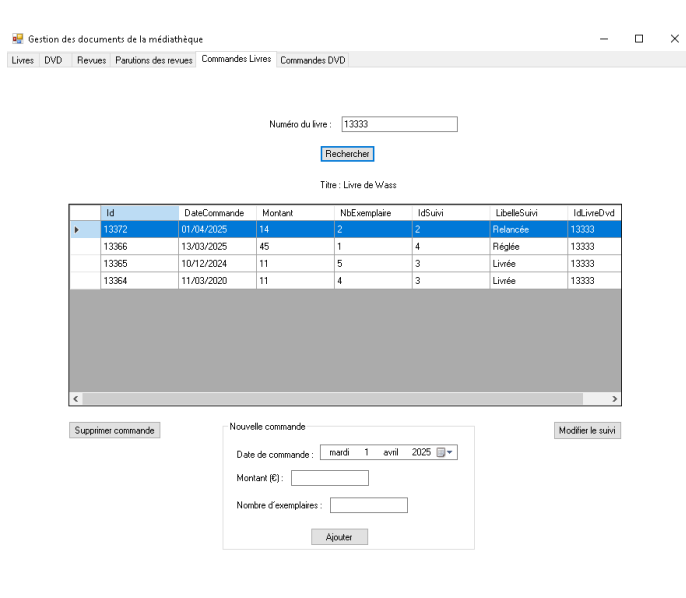 Gestion des documents de la médiathèque
Livres DVD Revues Parutions des revues Commandes Livres Commandes DVD
Numéro du livre : 13333
Rechercher
Titre : Livre de Wass
Id DateCommande Montant NbExemplaire IdSuivi LibelleSuivi IdLivreDvd
13372 01/04/2025 14 2 2 Relancée 13333
13366 13/03/2025 45 1 4 Réglée 13333
13365 10/12/2024 11 5 3 Livrée 13333
13364 11/03/2020 11 4 3 Livrée 13333
Supprimer commande Nouvelle commande Modifier le suivi
Date de commande : mardi 1 avril 2025
Montant (€) :
Nombre d'exemplaires :
Ajouter